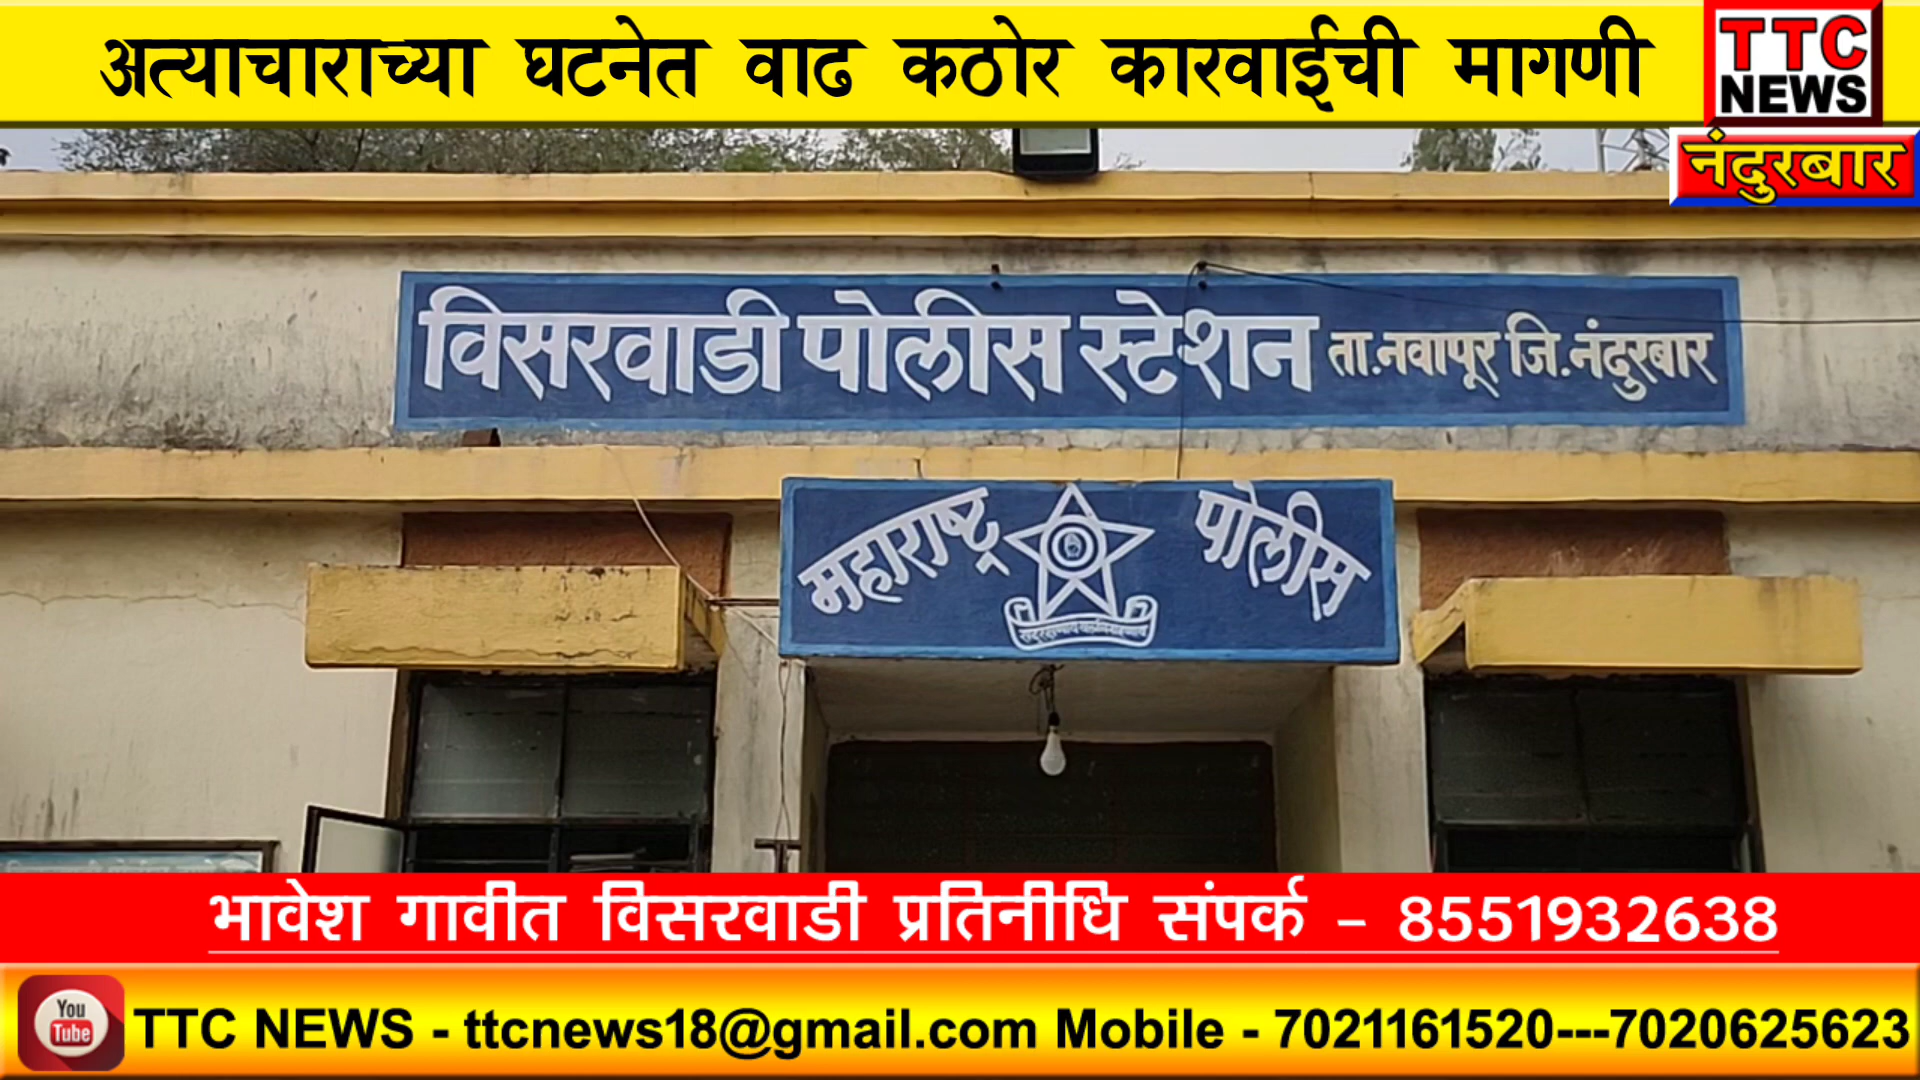 अत्याचाराच्या घटनेत वाढ कठोर कारवाईची मागणी
TTC
NEWS
नंदुरबार
विसरवाडी पोलीस स्टेशन ता.नवापूर जि.नंदुरबार
महाराष्ट्र पोलीस
भावेश गावीत विसरवाडी प्रतिनीधि संपर्क - 8551932638
You
Tube
TTC NEWS - ttcnews18@gmail.com Mobile - 7021161520---7020625623